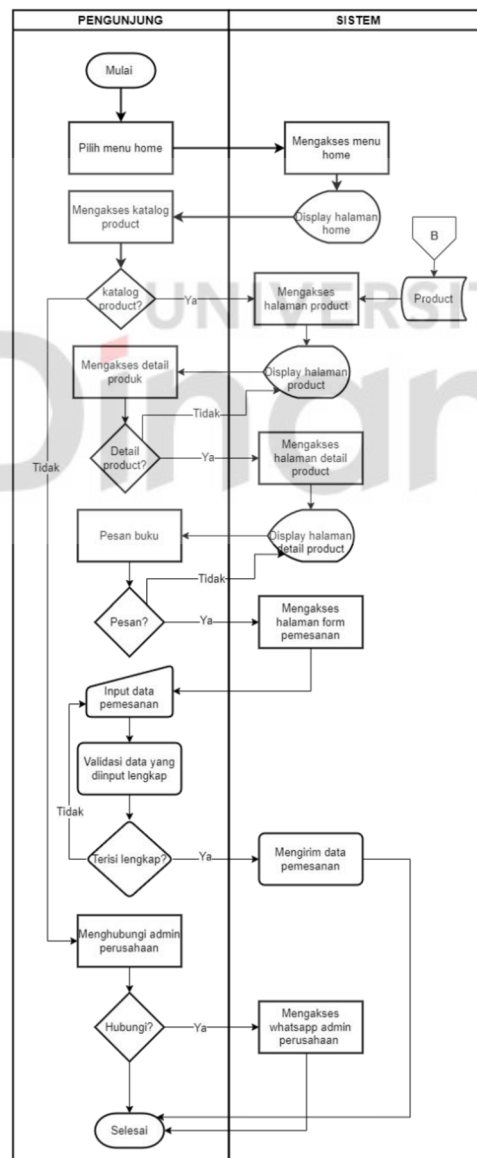 PENGUNJUNG
SISTEM
Mulai
Pilih menu home
Mengakses menu
home
Mengakses katalog
product
Display halaman
home
B
katalog
product?
Ya
Mengakses
halaman product
Product
UNIVERSIT
Dinam
Mengakses detail
produk
Display halaman
product
Tidak
Tidak
Detail
product?
Ya
Mengakses
halaman detail
product
Pesan buku
Display halaman
detail product
Tidak
Pesan?
Ya
Mengakses
halaman form
pemesanan
Input data
pemesanan
Validasi data yang
diinput lengkap
Tidak
Terisi lengkap?
Ya
Mengirim data
pemesanan
Menghubungi admin
perusahaan
Hubungi?
Ya
Mengakses
whatsapp admin
perusahaan
Selesai